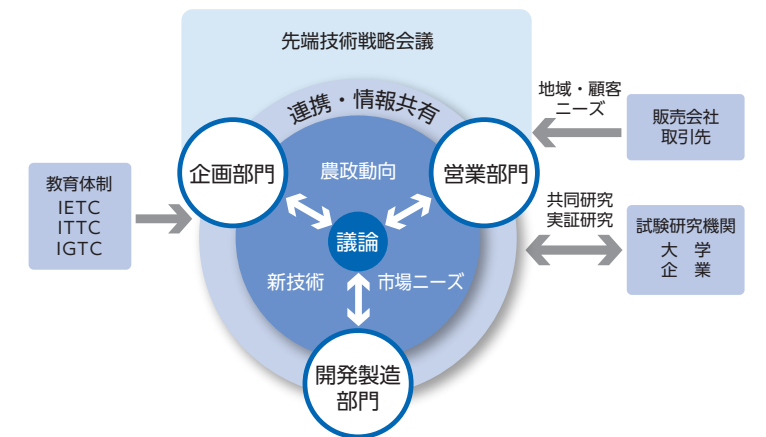 先端技術戦略会議
連携・情報共有
地域・顧客
ニーズ
販売会社
取引先
企画部門
農政動向
営業部門
教育体制
IETC
ITTC
IGTC
議論
共同研究
実証研究
試験研究機関
大　学
企　業
新技術
市場ニーズ
開発製造
部門